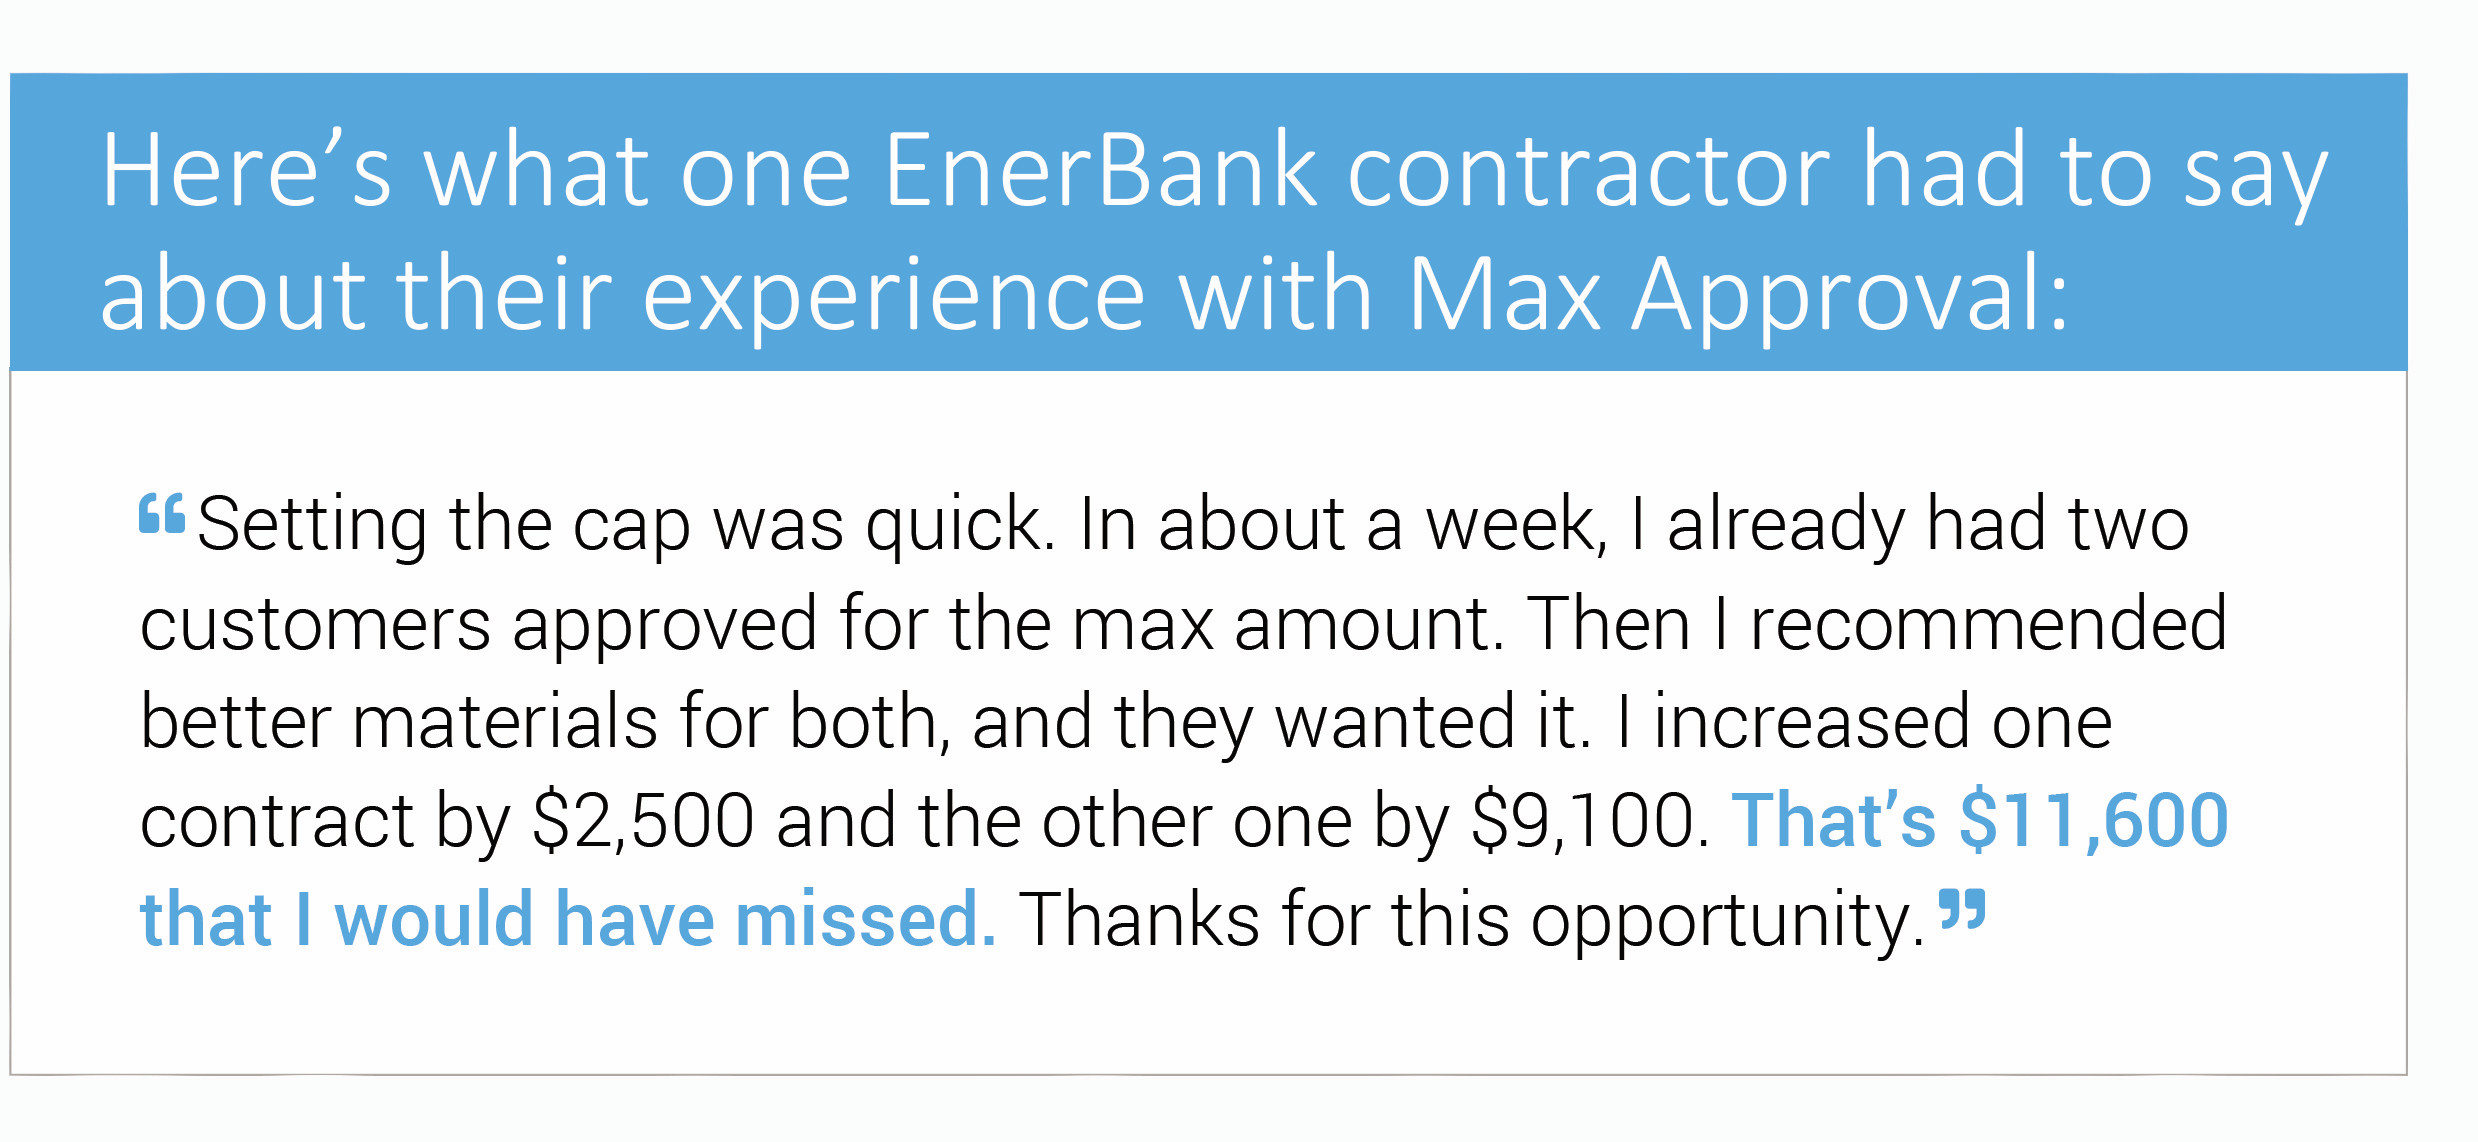 Here’s what one EnerBank contractor had to say
about their experience with Max Approval:
“Setting the cap was quick. In about a week, I already had two
customers approved for the max amount. Then I recommended
better materials for both, and they wanted it. I increased one
contract by $2,500 and the other one by $9,100. That’s $11,600
that I would have missed. Thanks for this opportunity.”